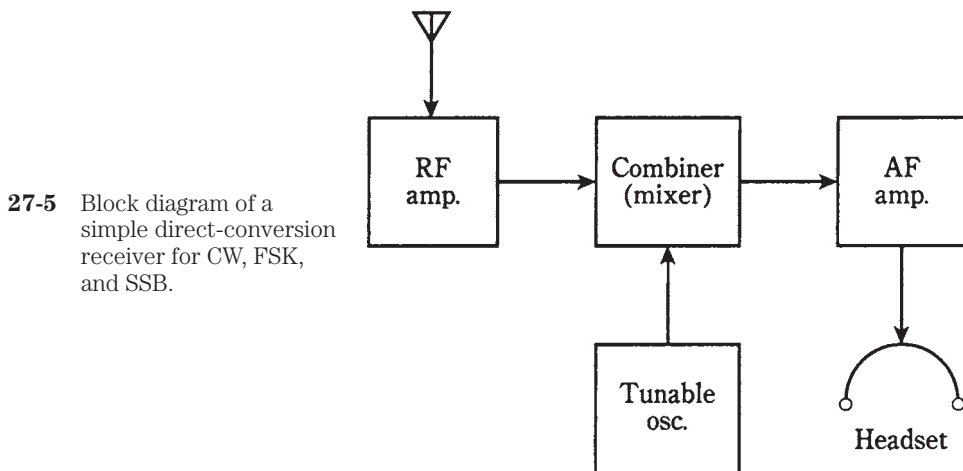 27-5 Block diagram of a
simple direct-conversion
receiver for CW, FSK,
and SSB.
RF
amp.
Combiner
(mixer)
AF
amp.
Tunable
osc.
Headset